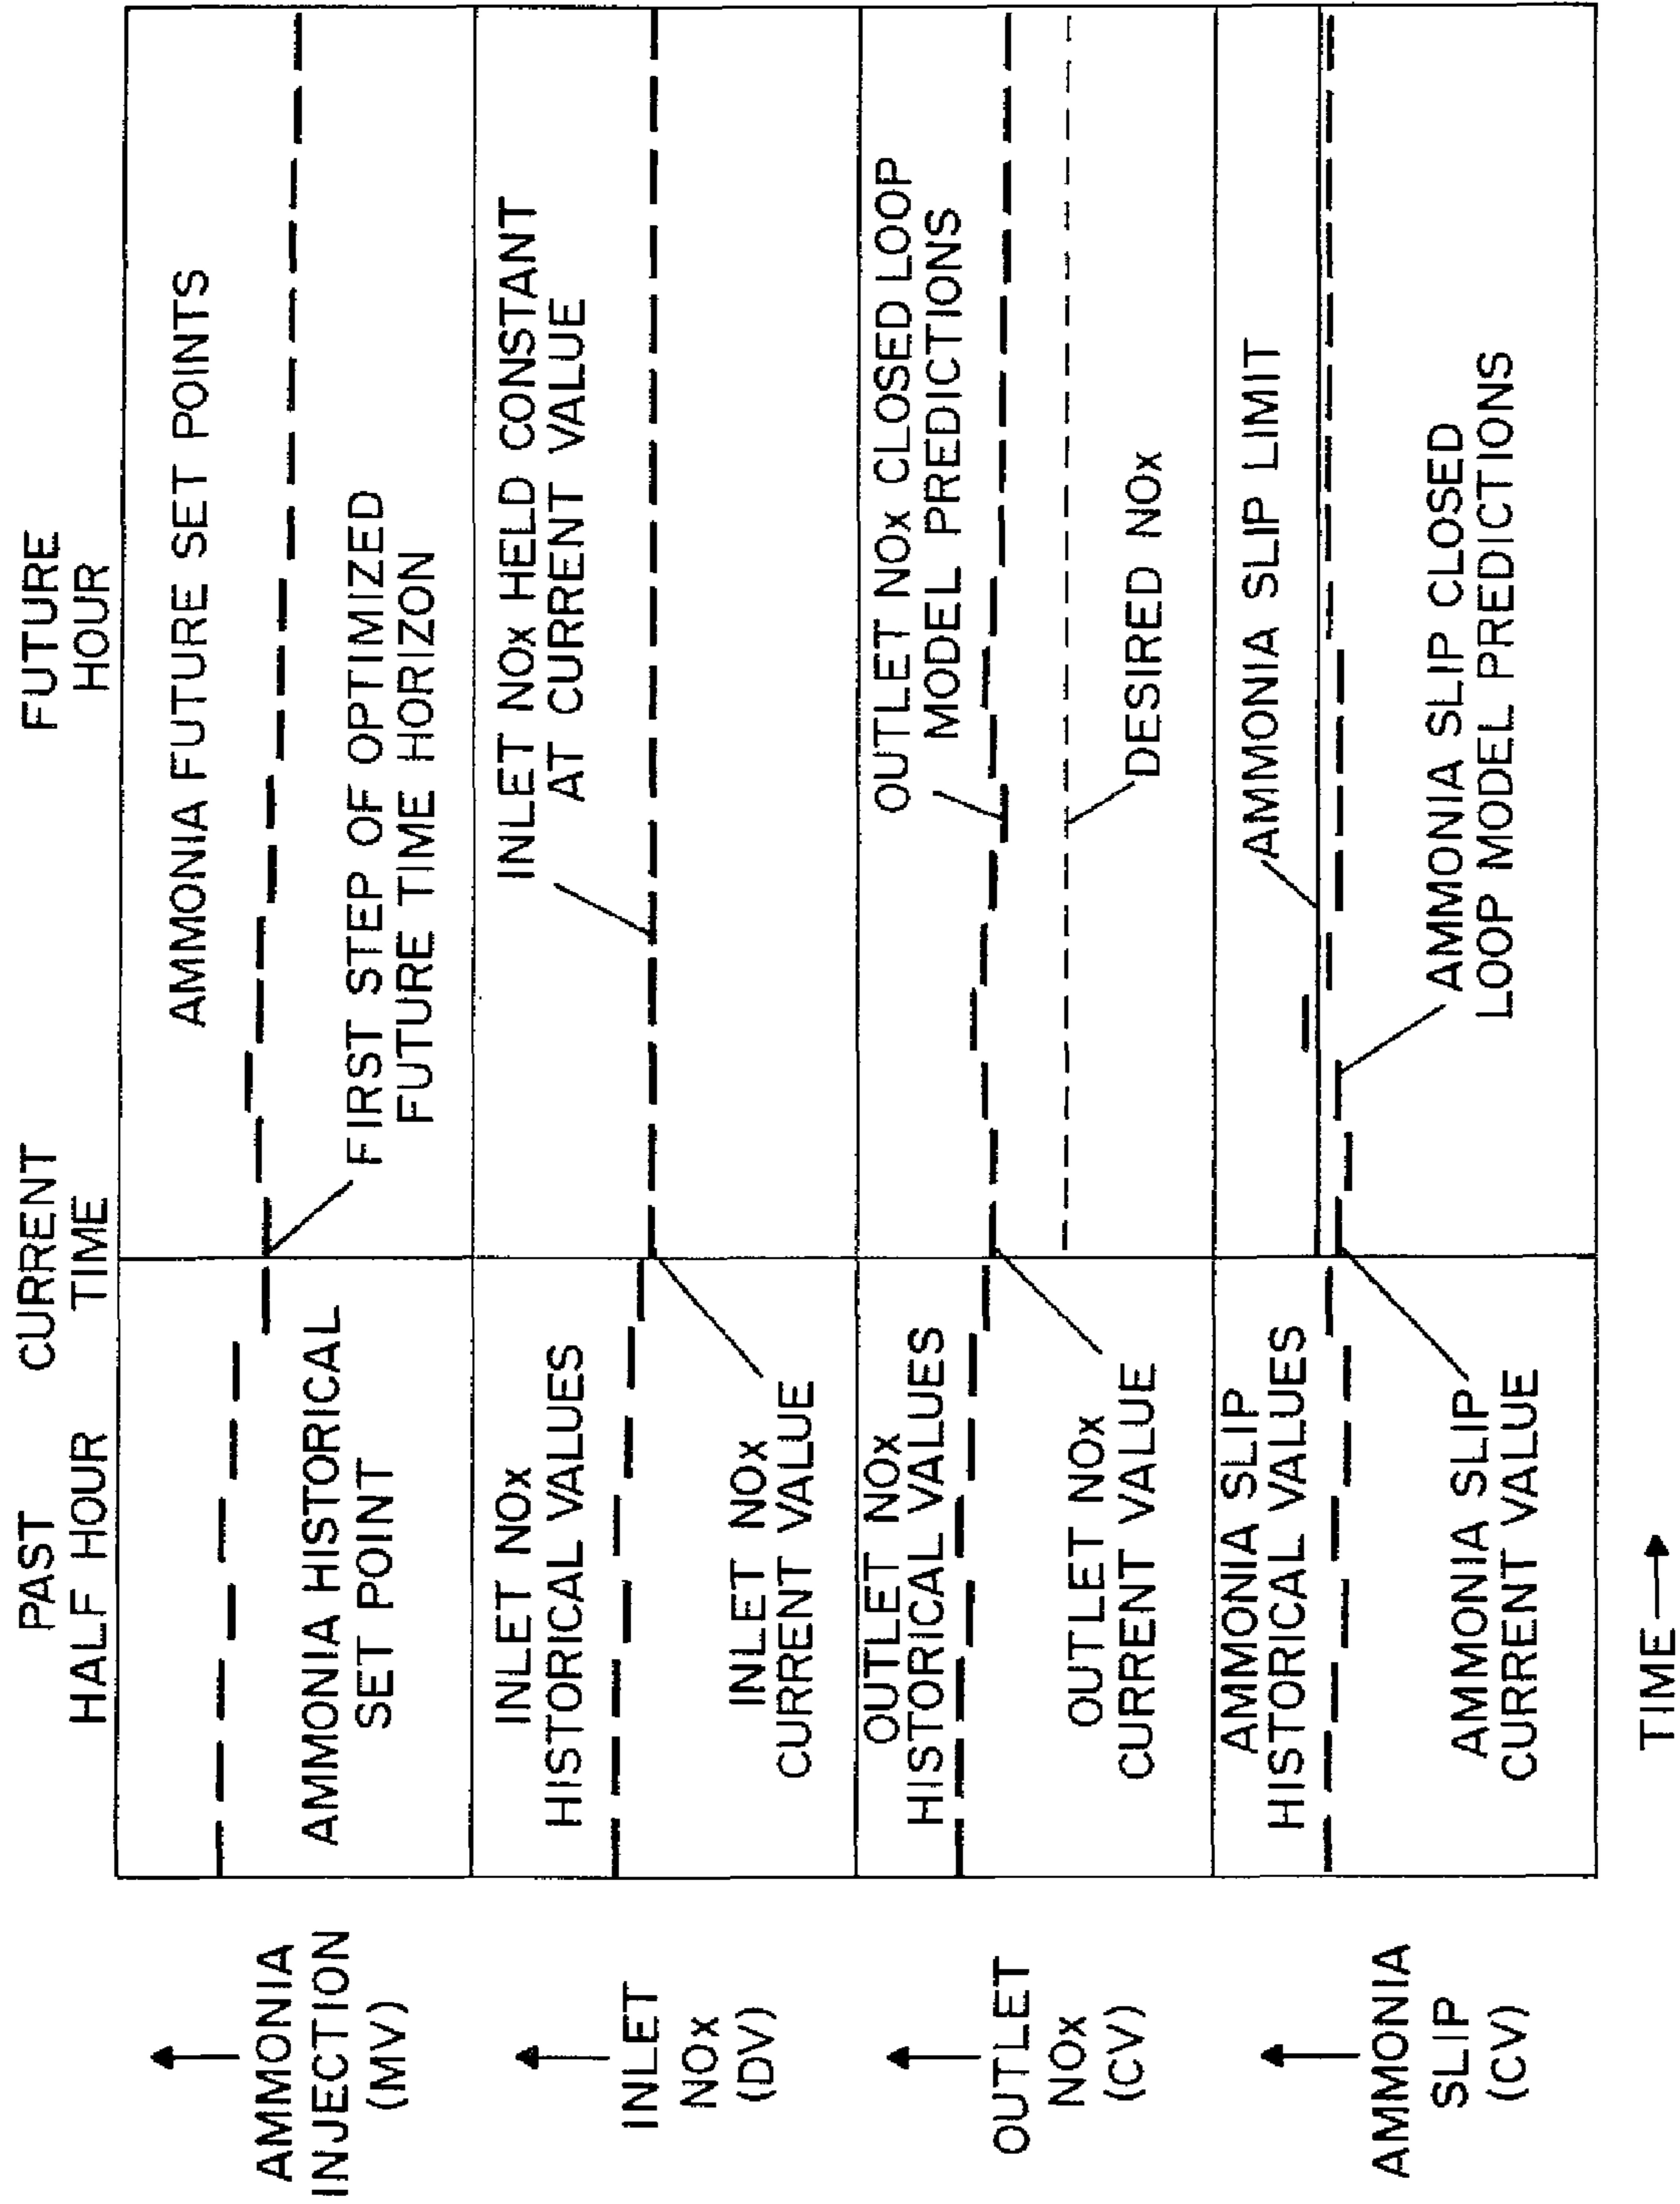 PAST
HALF HOUR
CURRENT
TIME
FUTURE
HOUR
AMMONIA
INJECTION
(MV)
AMMONIA HISTORICAL
SET POINT
AMMONIA FUTURE SET POINTS
FIRST STEP OF OPTIMIZED
FUTURE TIME HORIZON
INLET
NOx
(DV)
INLET NOx
HISTORICAL VALUES
INLET NOx
CURRENT VALUE
INLET NOx HELD CONSTANT
AT CURRENT VALUE
OUTLET
NOx
(CV)
OUTLET NOx
HISTORICAL VALUES
OUTLET NOx
CURRENT VALUE
OUTLET NOx CLOSED LOOP
MODEL PREDICTIONS
DESIRED NOx
AMMONIA
SLIP
(CV)
AMMONIA SLIP
HISTORICAL VALUES
AMMONIA SLIP
CURRENT VALUE
AMMONIA SLIP LIMIT
AMMONIA SLIP CLOSED
LOOP MODEL PREDICTIONS
TIME